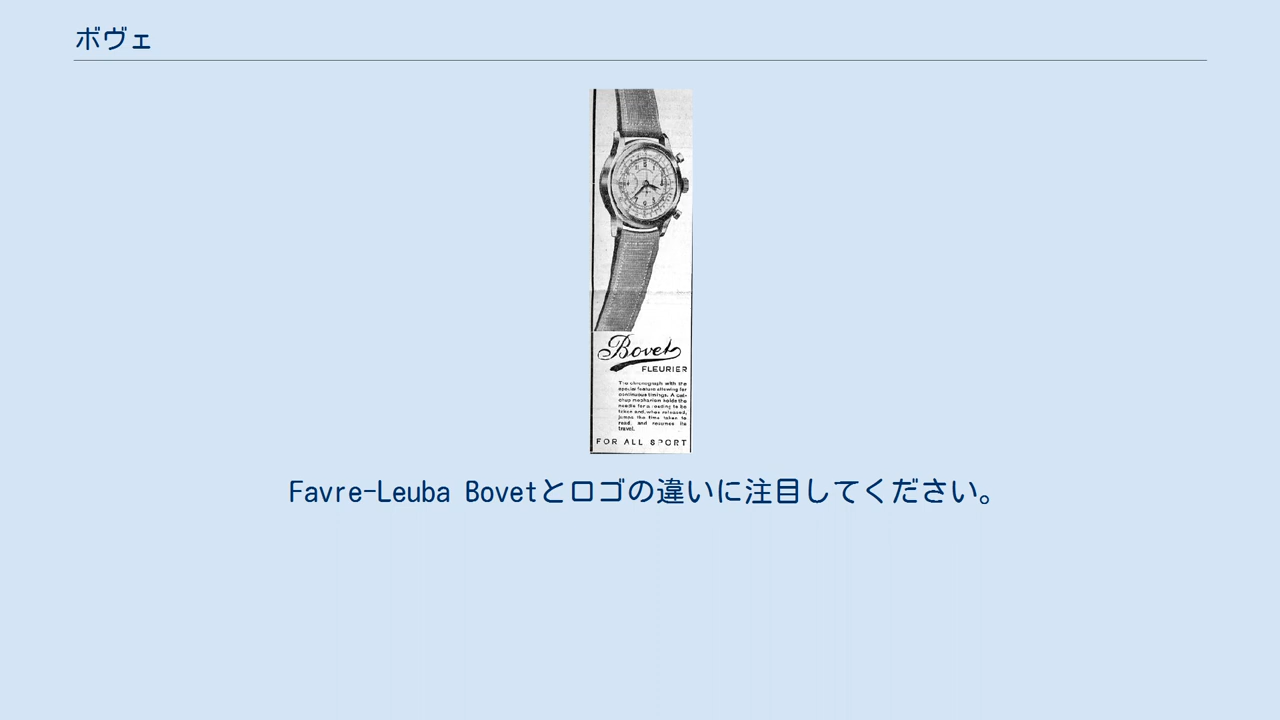 ボヴェ
Bovet
FLEURIER
The chronograph with the
special feature allowing for
continuous timings. A cat-
chup mechanism holds the
needle for a reading to be
taken and, when released,
jumps the time taken to
read, and resumes its
travel.
FOR ALL SPORT
Favre-Leuba Bovetとロゴの違いに注目してください。